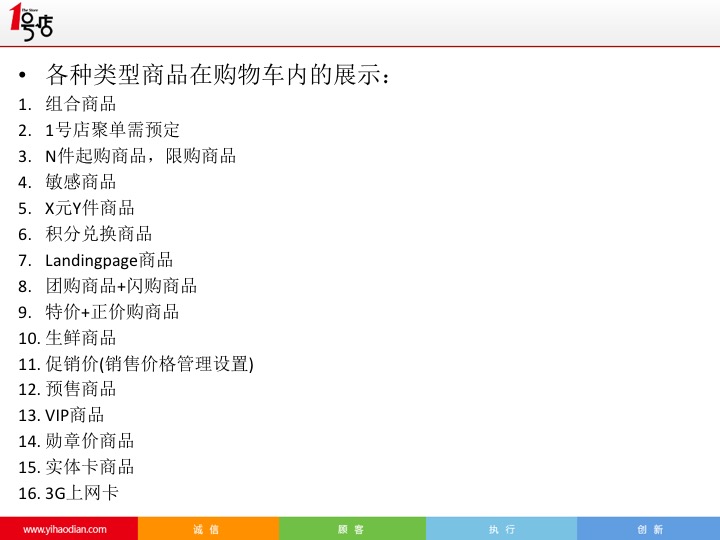 The Store
1号店
• 各种类型商品在购物车内的展示：
1. 组合商品
2. 1号店聚单需预定
3. N件起购商品，限购商品
4. 敏感商品
5. X元Y件商品
6. 积分兑换商品
7. Landingpage商品
8. 团购商品+闪购商品
9. 特价+正价购商品
10. 生鲜商品
11. 促销价(销售价格管理设置)
12. 预售商品
13. VIP商品
14. 勋章价商品
15. 实体卡商品
16. 3G上网卡
www.yihaodian.com 诚信 顾客 执行 创新